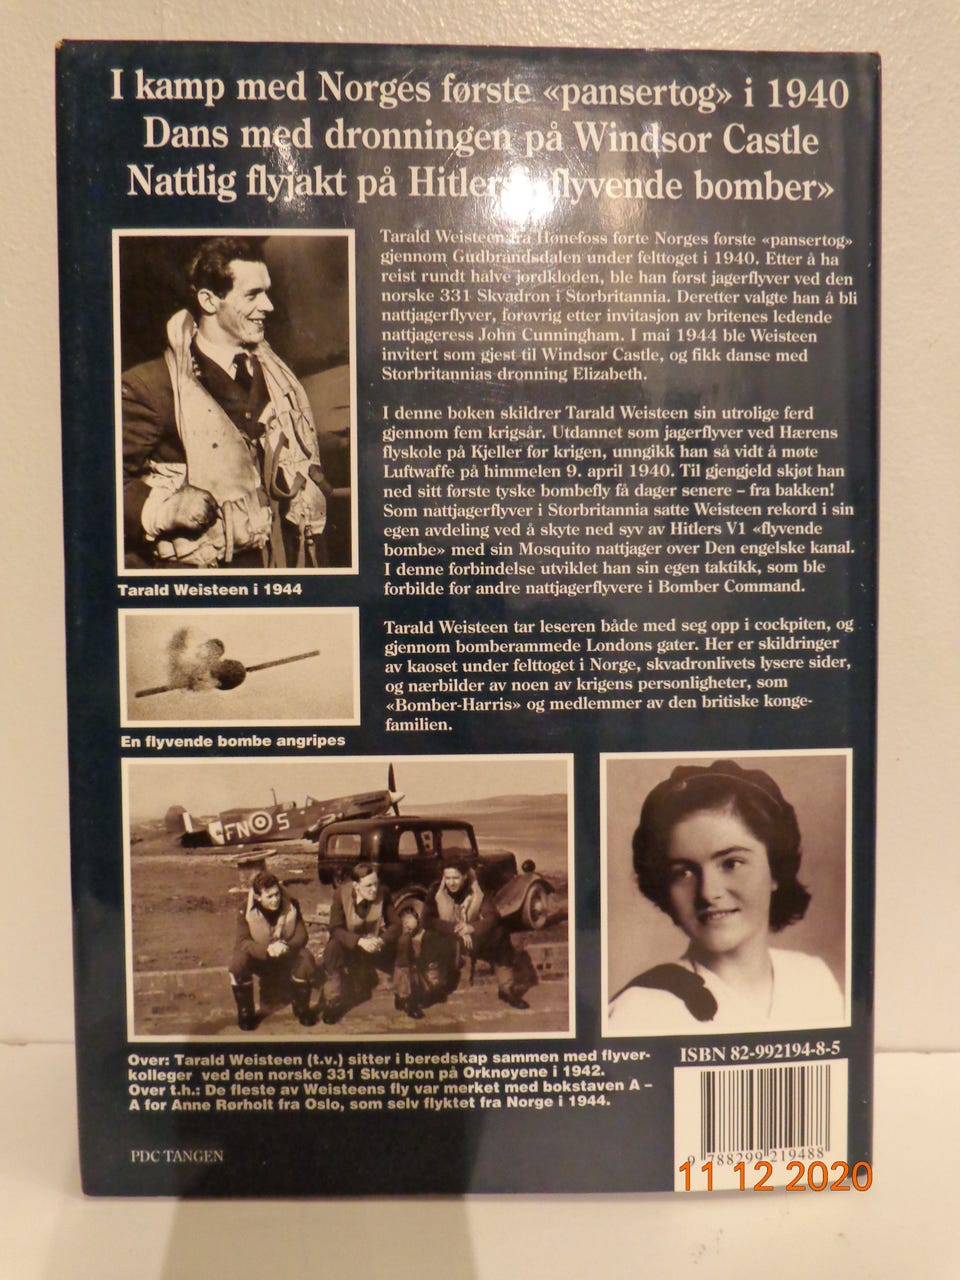 I kamp med Norges første «pansertog» i 1940
Dans med dronningen på Windsor Castle
Nattlig flyjakt på Hitlers «flyvende bomber»
Tarald Weisteen fra Hønefoss førte Norges første «pansertog»
gjennom Gudbrandsdalen under felttoget i 1940. Etter å ha
reist rundt halve jordkloden, ble han først jagerflyver ved den
norske 331 Skvadron i Storbritannia. Deretter valgte han å bli
nattjagerflyver, forøvrig etter invitasjon av britenes ledende
nattjageress John Cunningham. I mai 1944 ble Weisteen
invitert som gjest til Windsor Castle, og fikk danse med
Storbritannias dronning Elizabeth.
I denne boken skildrer Tarald Weisteen sin utrolige ferd
gjennom fem krigsår. Utdannet som jagerflyver ved Hærens
flyskole på Kjeller før krigen, unngikk han så vidt å møte
Luftwaffe på himmelen 9. april 1940. Til gjengjeld skjøt han
ned sitt første tyske bombefly få dager senere – fra bakken!
Som nattjagerflyver i Storbritannia satte Weisteen rekord i sin
egen avdeling ved å skyte ned syv av Hitlers V1 «flyvende
bombe» med sin Mosquito nattjager over Den engelske kanal.
I denne forbindelse utviklet han sin egen taktikk, som ble
forbilde for andre nattjagerflyvere i Bomber Command.
Tarald Weisteen i 1944
Tarald Weisteen tar leseren både med seg opp i cockpiten, og
gjennom bomberammede Londons gater. Her er skildringer
av kaoset under felttoget i Norge, skvadronlivets lysere sider,
og nærbilder av noen av krigens personligheter, som
«Bomber-Harris» og medlemmer av den britiske konge-
familien.
En flyvende bombe angripes
FN S
Over: Tarald Weisteen (t.v.) sitter i beredskap sammen med flyver-
kolleger ved den norske 331 Skvadron på Orknøyene i 1942.
Over t.h.: De fleste av Weisteens fly var merket med bokstaven A –
A for Anne Rørholt fra Oslo, som selv flyktet fra Norge i 1944.
PDC TANGEN
ISBN 82-992194-8-5
9 788299 219488
11 12 2020